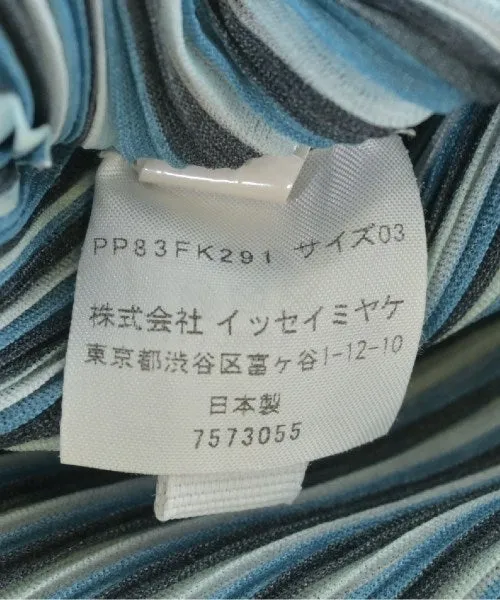 PP83FK291 サイズ03
株式会社 イッセイミヤケ
東京都渋谷区富ヶ谷1-12-10
日本製
7573055